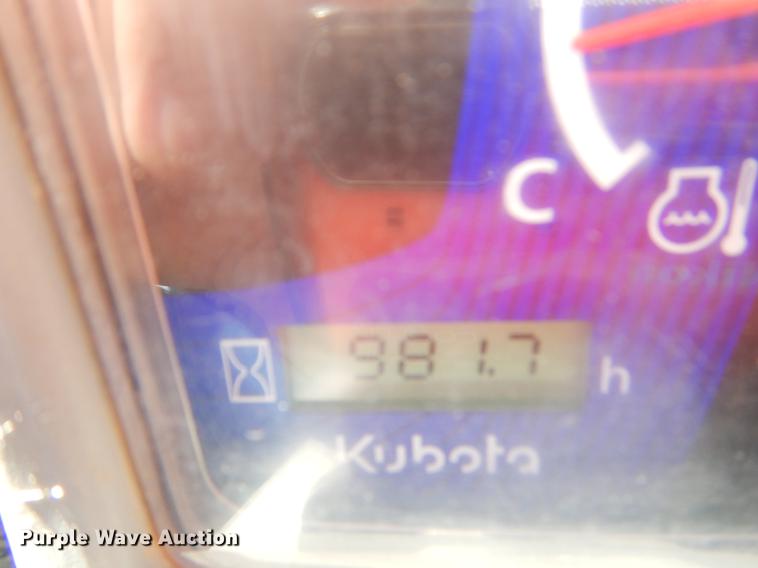 C
981.7 h
Kubota
Purple Wave Auction